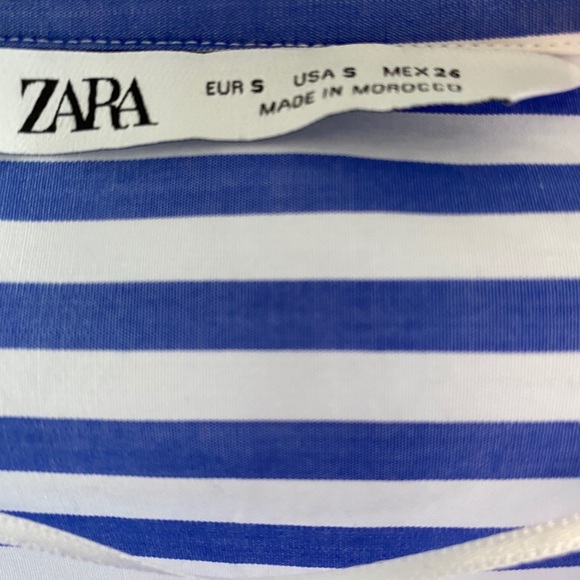 ZARA
EUR S USA S MEX 26
MADE IN MOROCCO